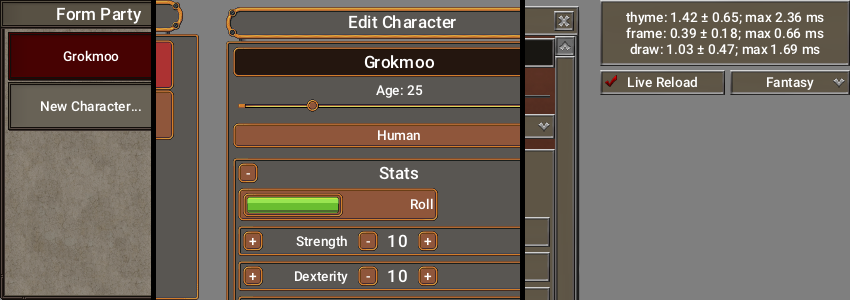 Form Party
Grokmoo
New Character...
Edit Character
Grokmoo
Age: 25
Human
- Stats
Roll
+ Strength - 10 +
+ Dexterity - 10 +
thyme: 1.42 ± 0.65; max 2.36 ms
frame: 0.39 ± 0.18; max 0.66 ms
draw: 1.03 ± 0.47; max 1.69 ms
Live Reload
Fantasy